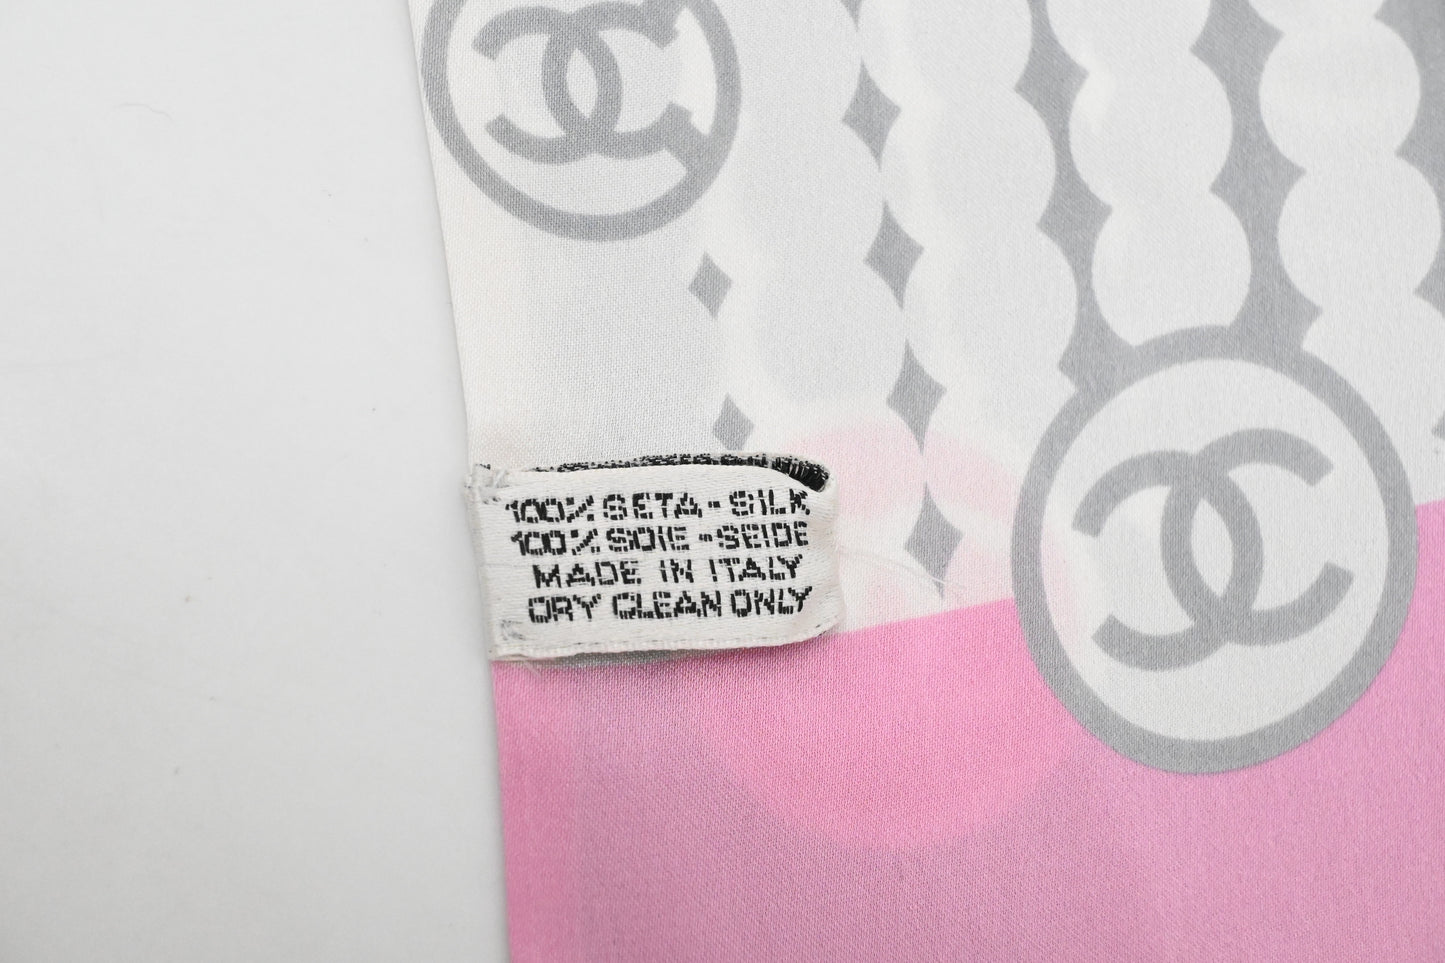 100% SETA - SILK
100% SOIE - SEIDE
MADE IN ITALY
DRY CLEAN ONLY